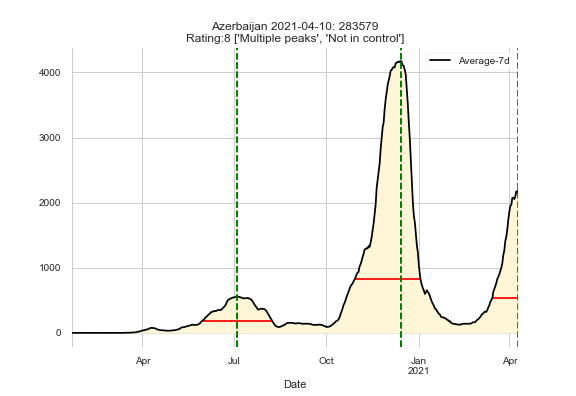 Azerbaijan 2021-04-10: 283579
Rating:8 ['Multiple peaks', 'Not in control']
Average-7d
4000
3000
2000
1000
0
Apr
Jul
Oct
Jan
2021
Apr
Date